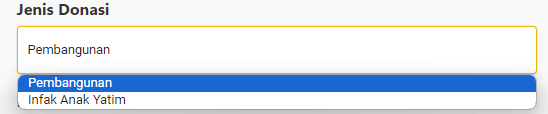 Jenis Donasi
Pembangunan
Pembangunan
Infak Anak Yatim